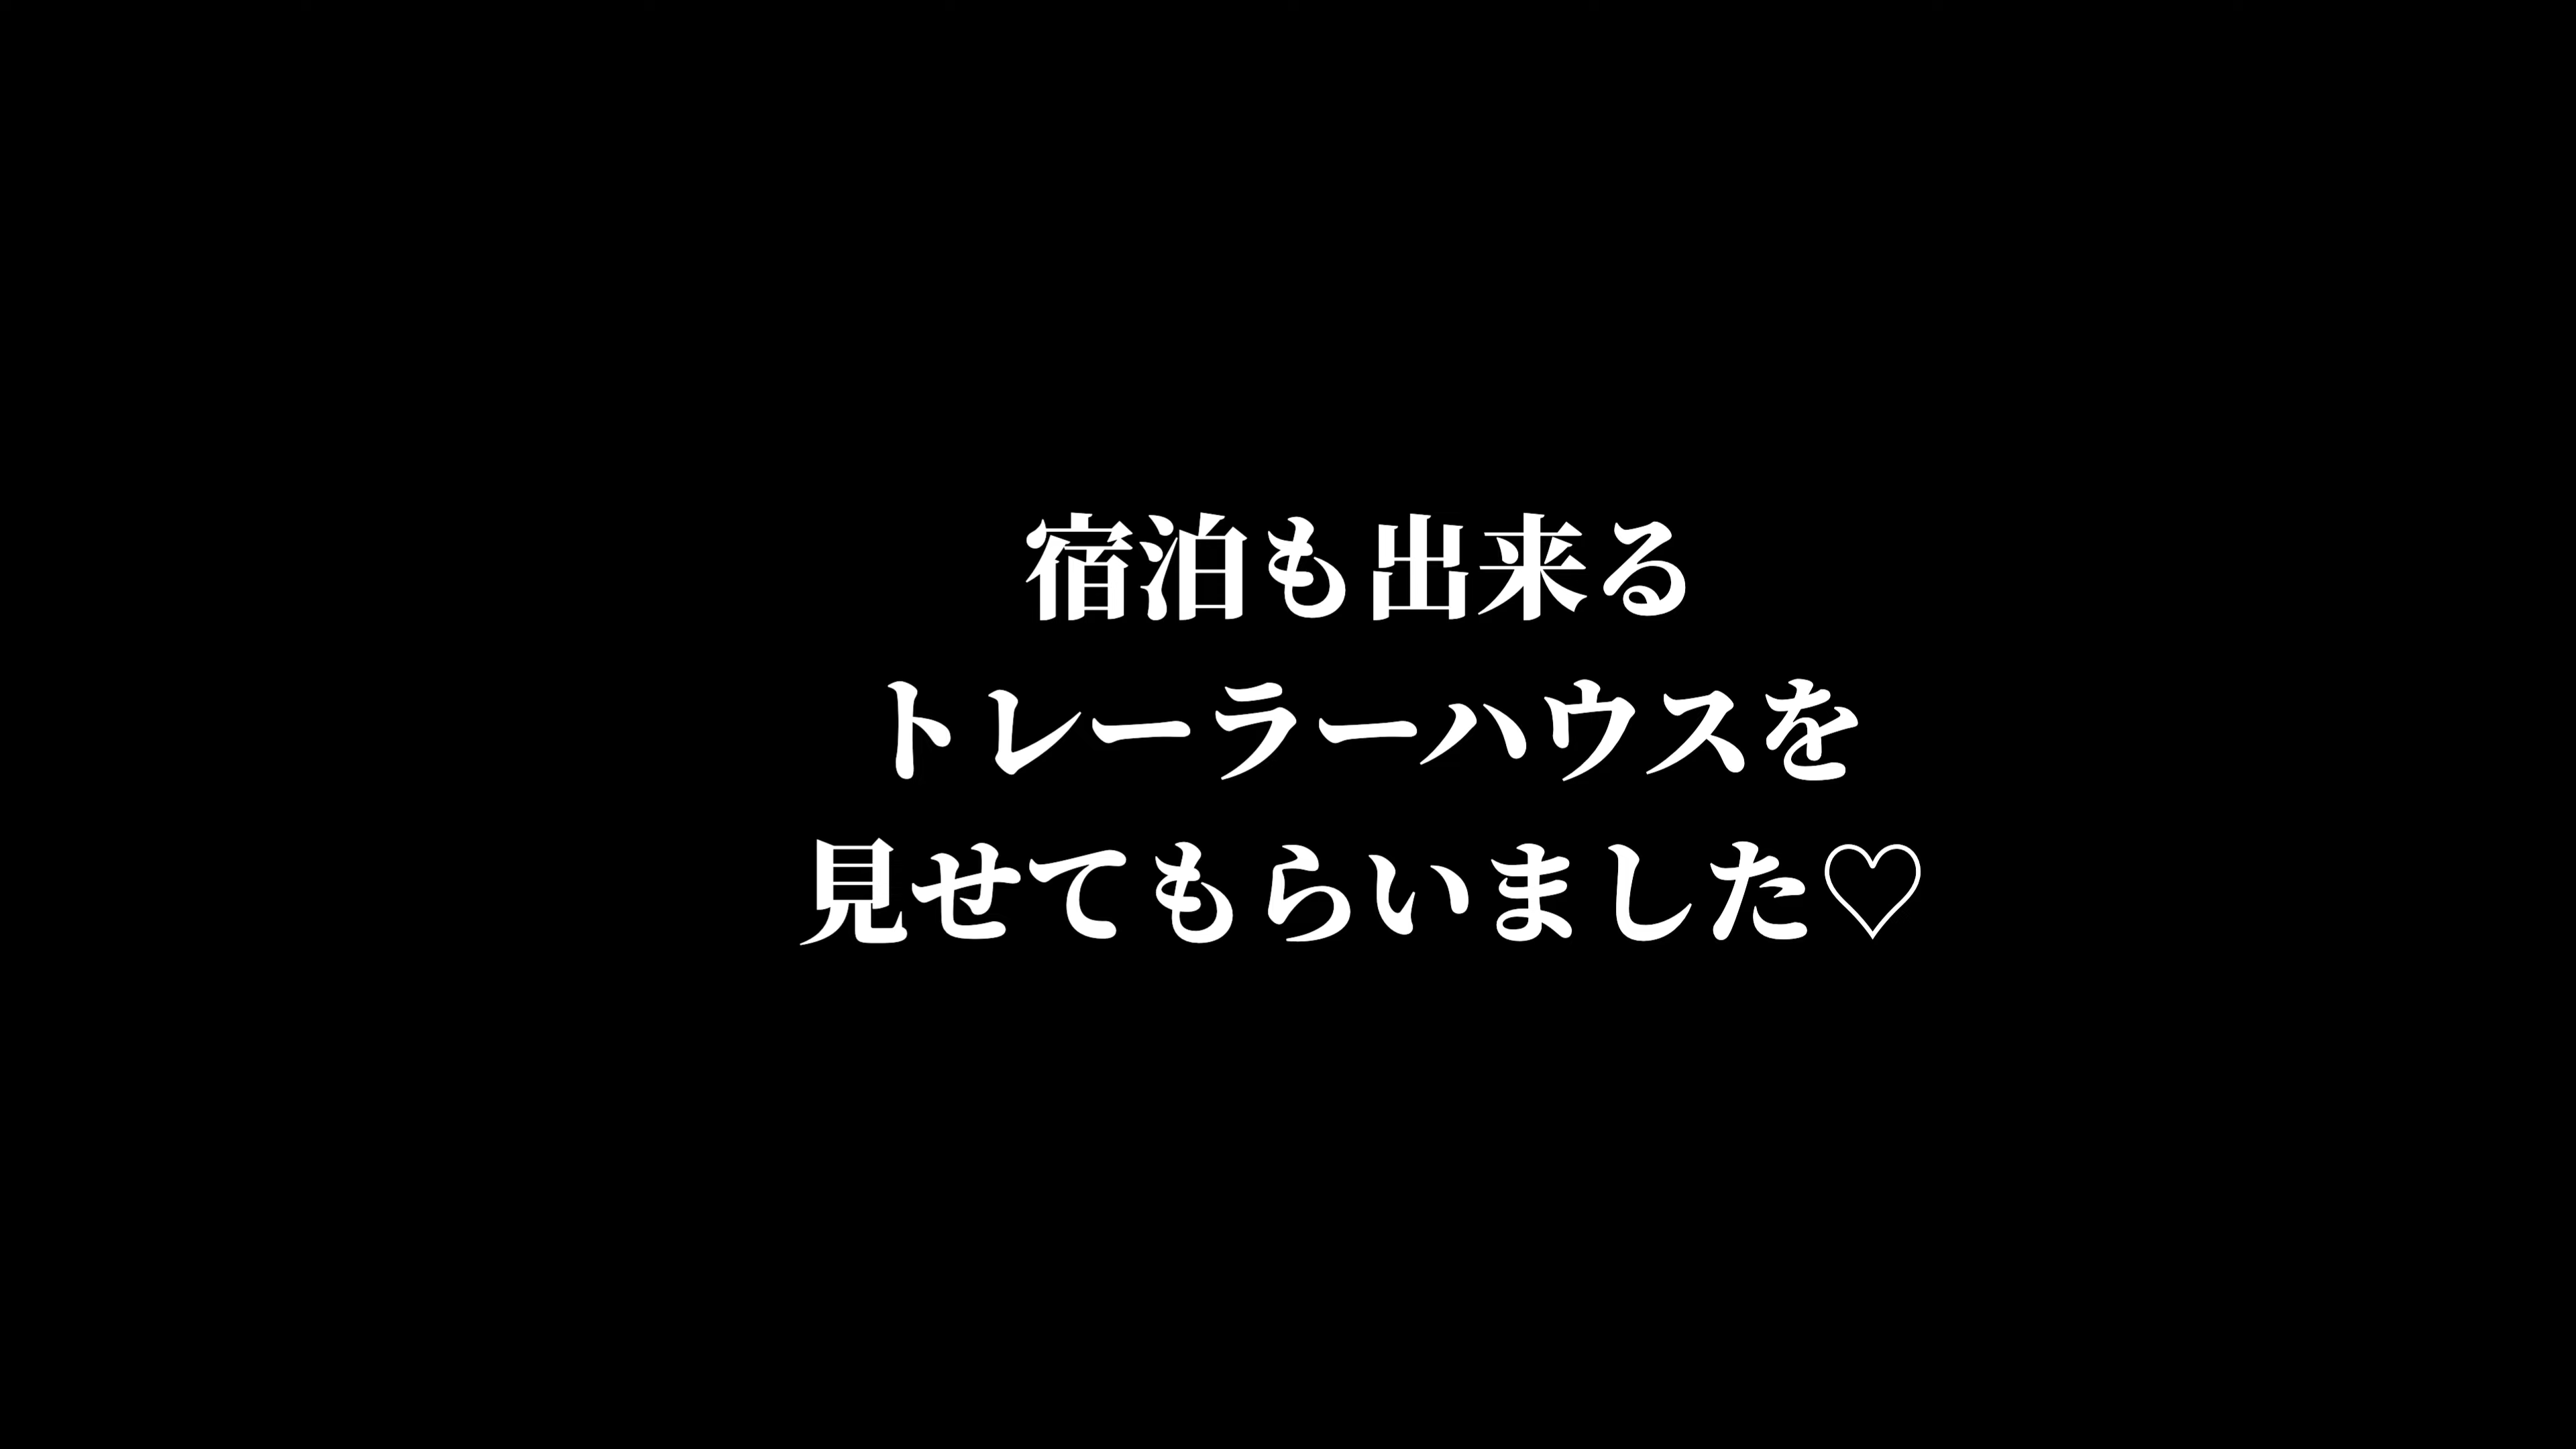 宿泊も出来る
トレーラーハウスを
見せてもらいました♡